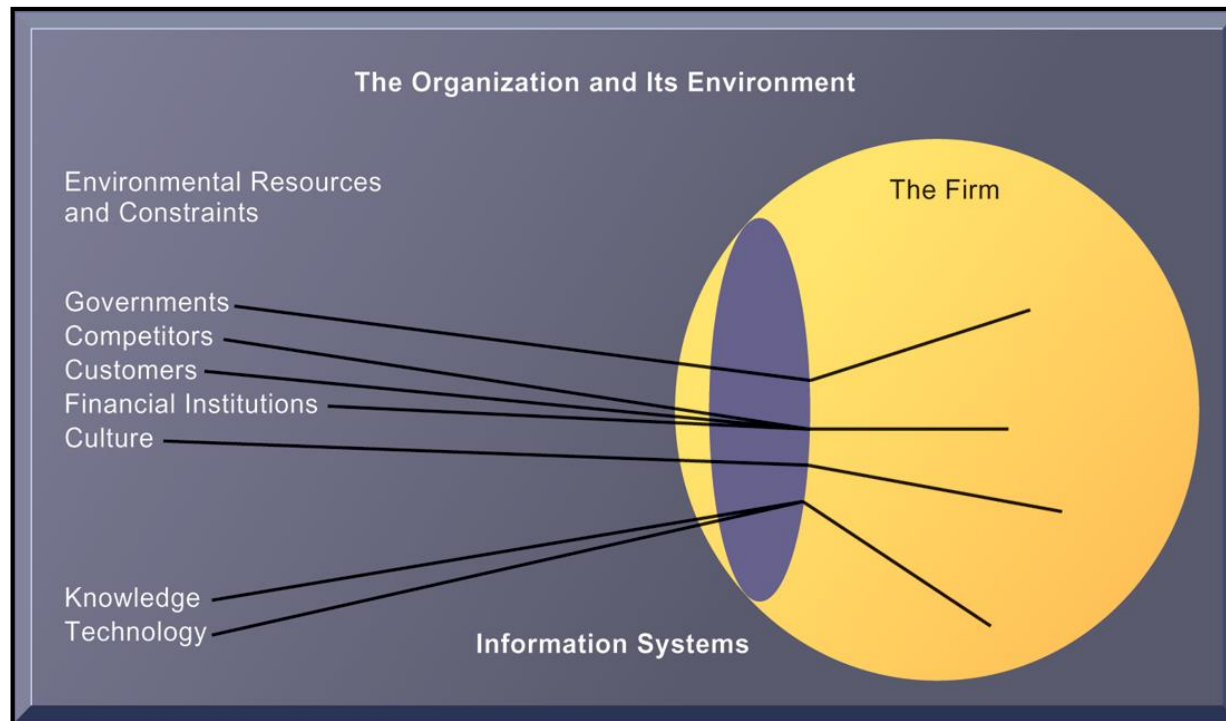 The Organization and Its Environment
Environmental Resources
and Constraints
The Firm
Governments
Competitors
Customers
Financial Institutions
Culture
Knowledge
Technology
Information Systems